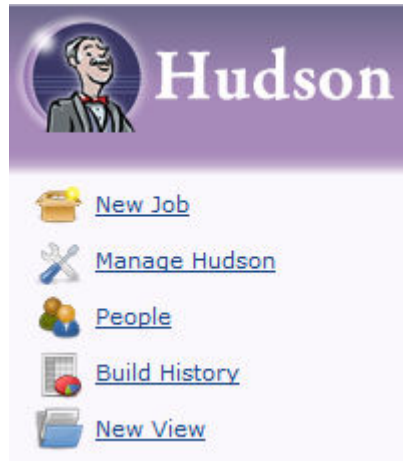 Hudson
New Job
Manage Hudson
People
Build History
New View